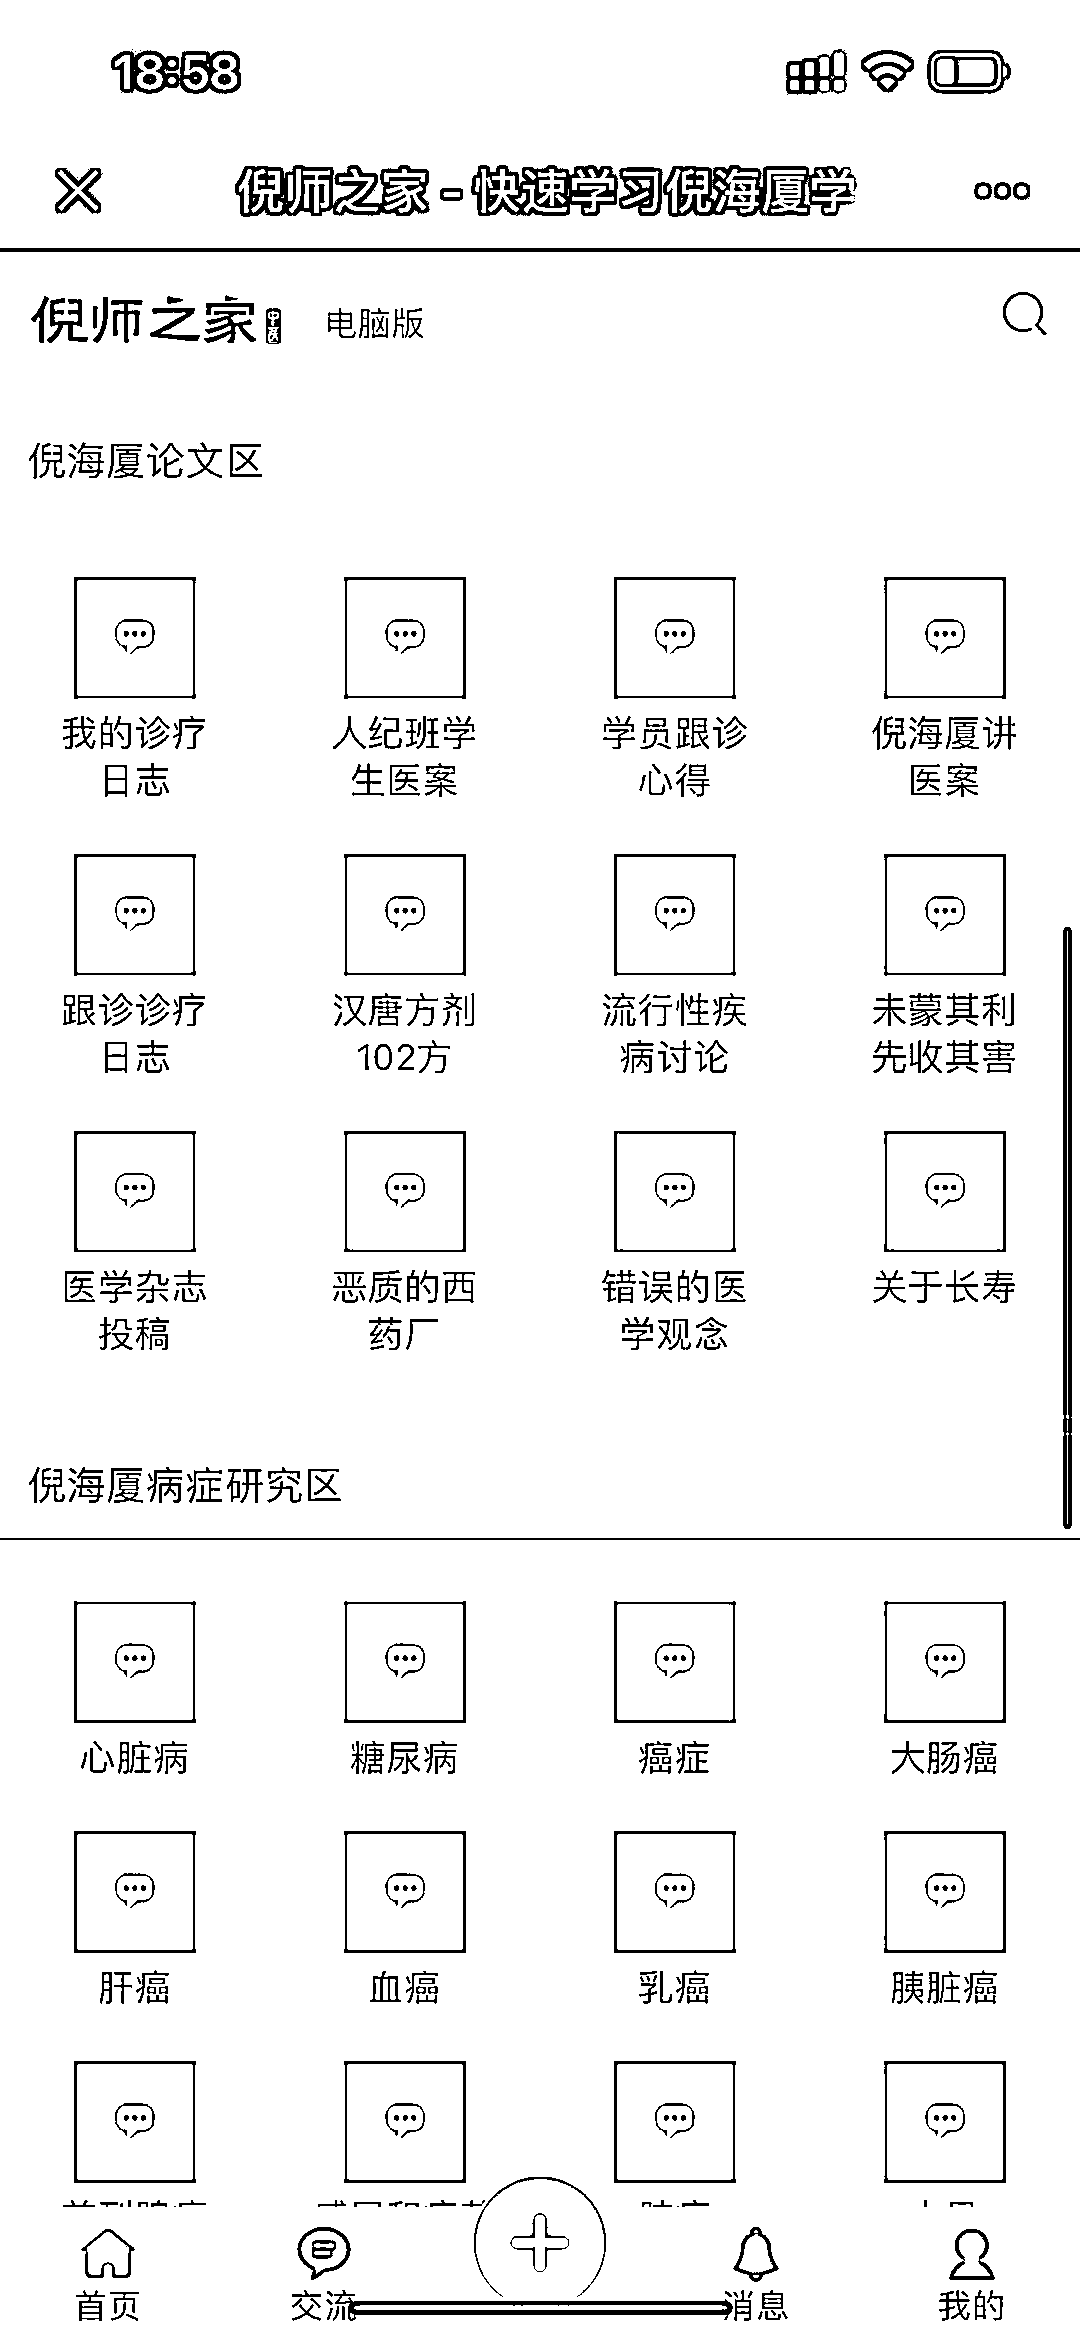 18:58
倪师之家 - 快速学习倪海厦学
倪师之家 中医 电脑版
倪海厦论文区
我的诊疗日志
人纪班学生医案
学员跟诊心得
倪海厦讲医案
跟诊诊疗日志
汉唐方剂102方
流行性疾病讨论
未蒙其利先收其害
医学杂志投稿
恶质的西药厂
错误的医学观念
关于长寿
倪海厦病症研究区
心脏病 糖尿病 癌症 大肠癌
肝癌 血癌 乳癌 胰脏癌
首页 交流 消息 我的